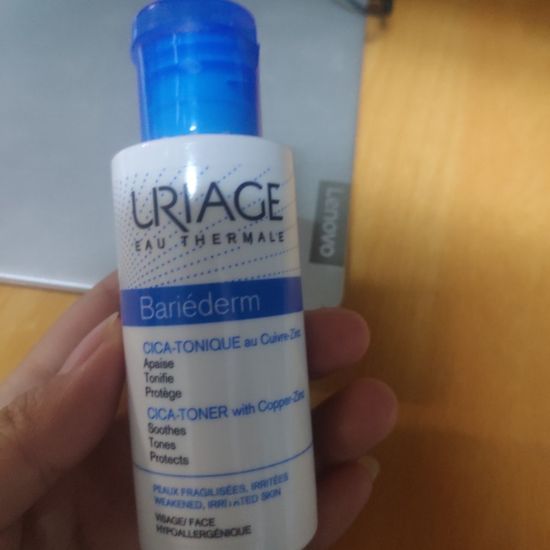 URIAGE
EAU THERMALE
Bariéderm
CICA-TONIQUE au Cuivre-Zinc
Apaise
Tonifie
Protège
CICA-TONER with Copper-Zinc
Soothes
Tones
Protects
PEAUX FRAGILISÉES, IRRITÉES
WEAKENED, IRRITATED SKIN
VISAGE/ FACE
HYPOALLERGÉNIQUE
Lenovo